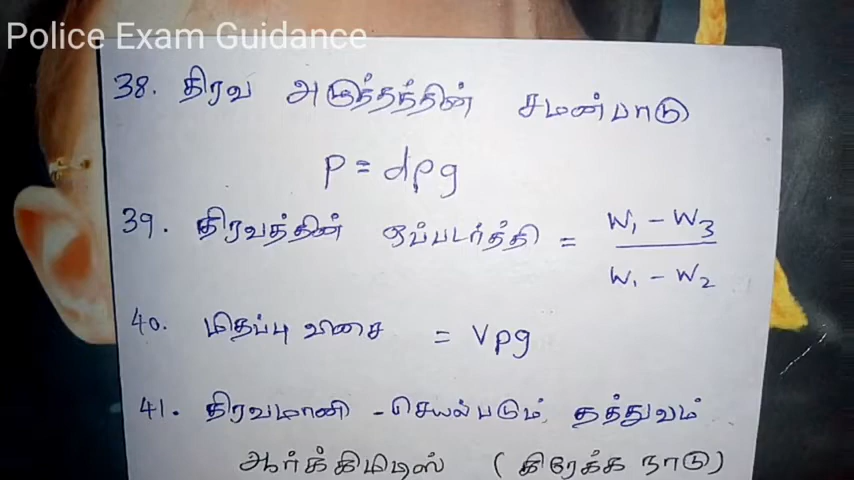 Police Exam Guidance
38. திரவ அழுத்தத்தின் சமன்பாடு
P = dρg
39. திரவத்தின் ஒப்படர்த்தி = W₁ - W₃ / W₁ - W₂
40. மிதப்பு விசை = Vρg
41. திரவமானி - செயல்படும் தத்துவம்
ஆர்க்கிமிடிஸ் (கிரேக்க நாடு)